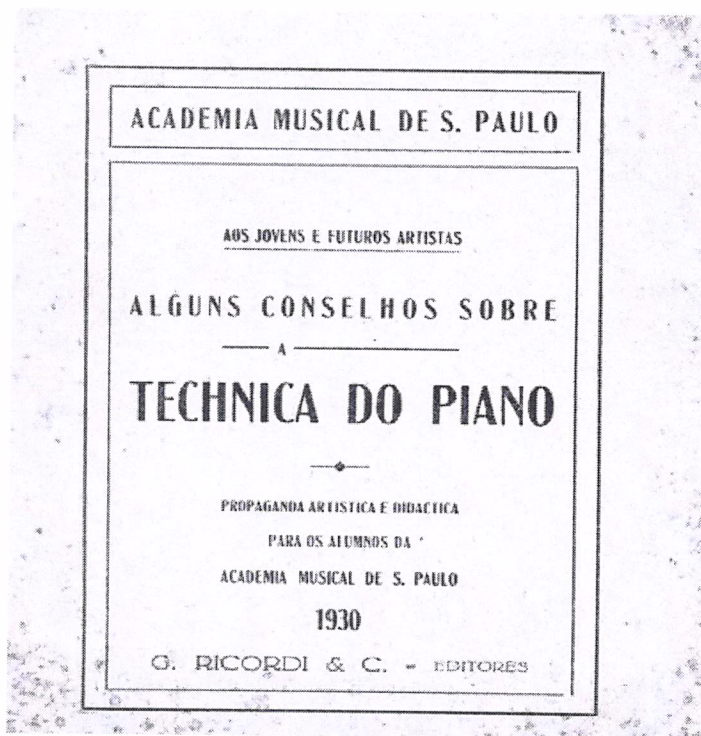 ACADEMIA MUSICAL DE S. PAULO
AOS JOVENS E FUTUROS ARTISTAS
ALGUNS CONSELHOS SOBRE
A
TECHNICA DO PIANO
PROPAGANDA ARTISTICA E DIDACTICA
PARA OS ALUMNOS DA
ACADEMIA MUSICAL DE S. PAULO
1930
G. RICORDI & C. - EDITORES